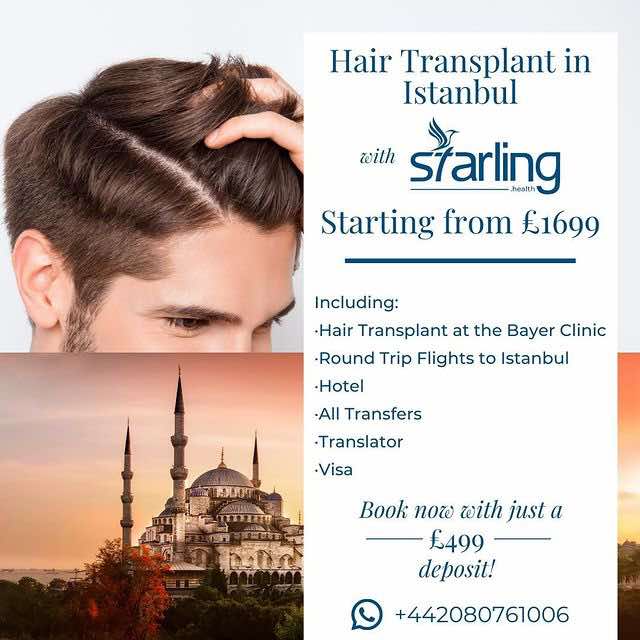 Hair Transplant in
Istanbul
with starling
.health
Starting from £1699
Including:
·Hair Transplant at the Bayer Clinic
·Round Trip Flights to Istanbul
·Hotel
·All Transfers
·Translator
·Visa
Book now with just a
£499
deposit!
+442080761006